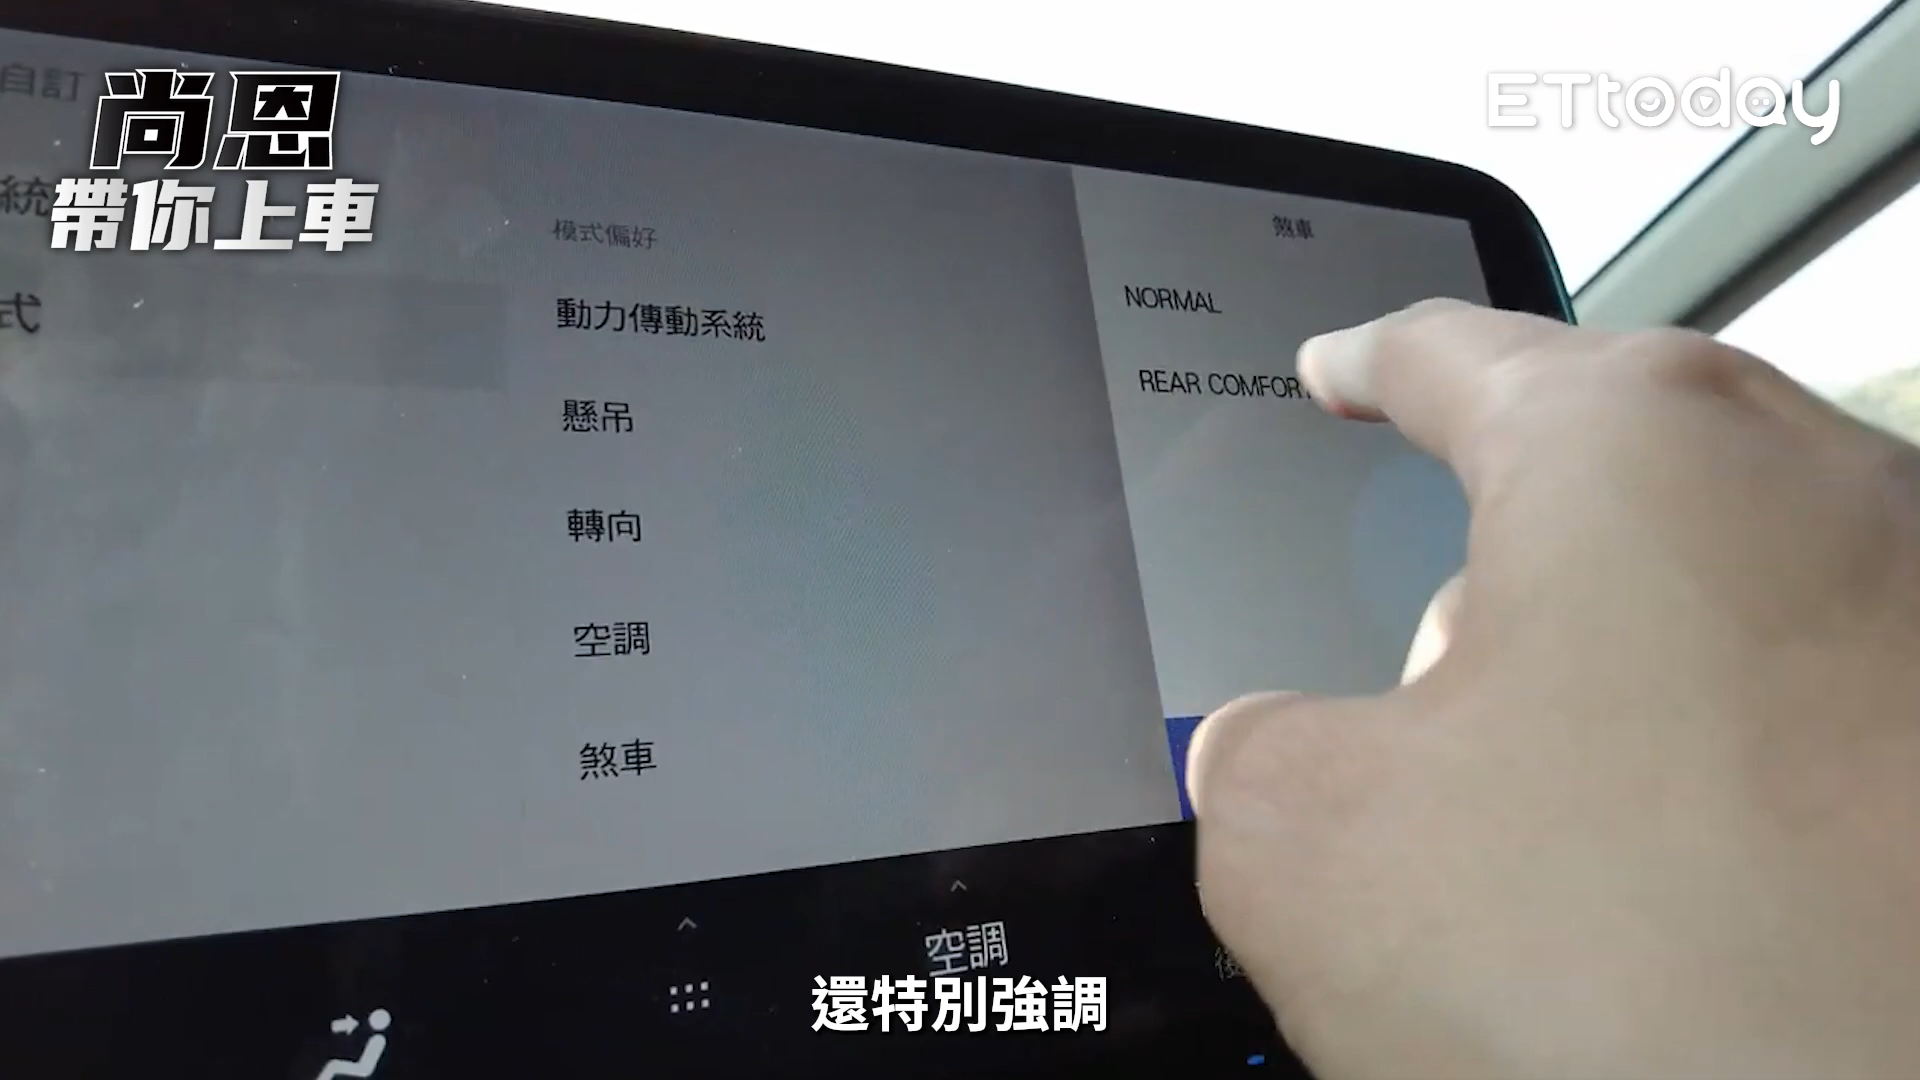 自訂
尚恩
帶你上車
ETtoday
統
式
模式偏好
動力傳動系統
懸吊
轉向
空調
煞車
煞車
NORMAL
REAR COMFORT
空調
還特別強調